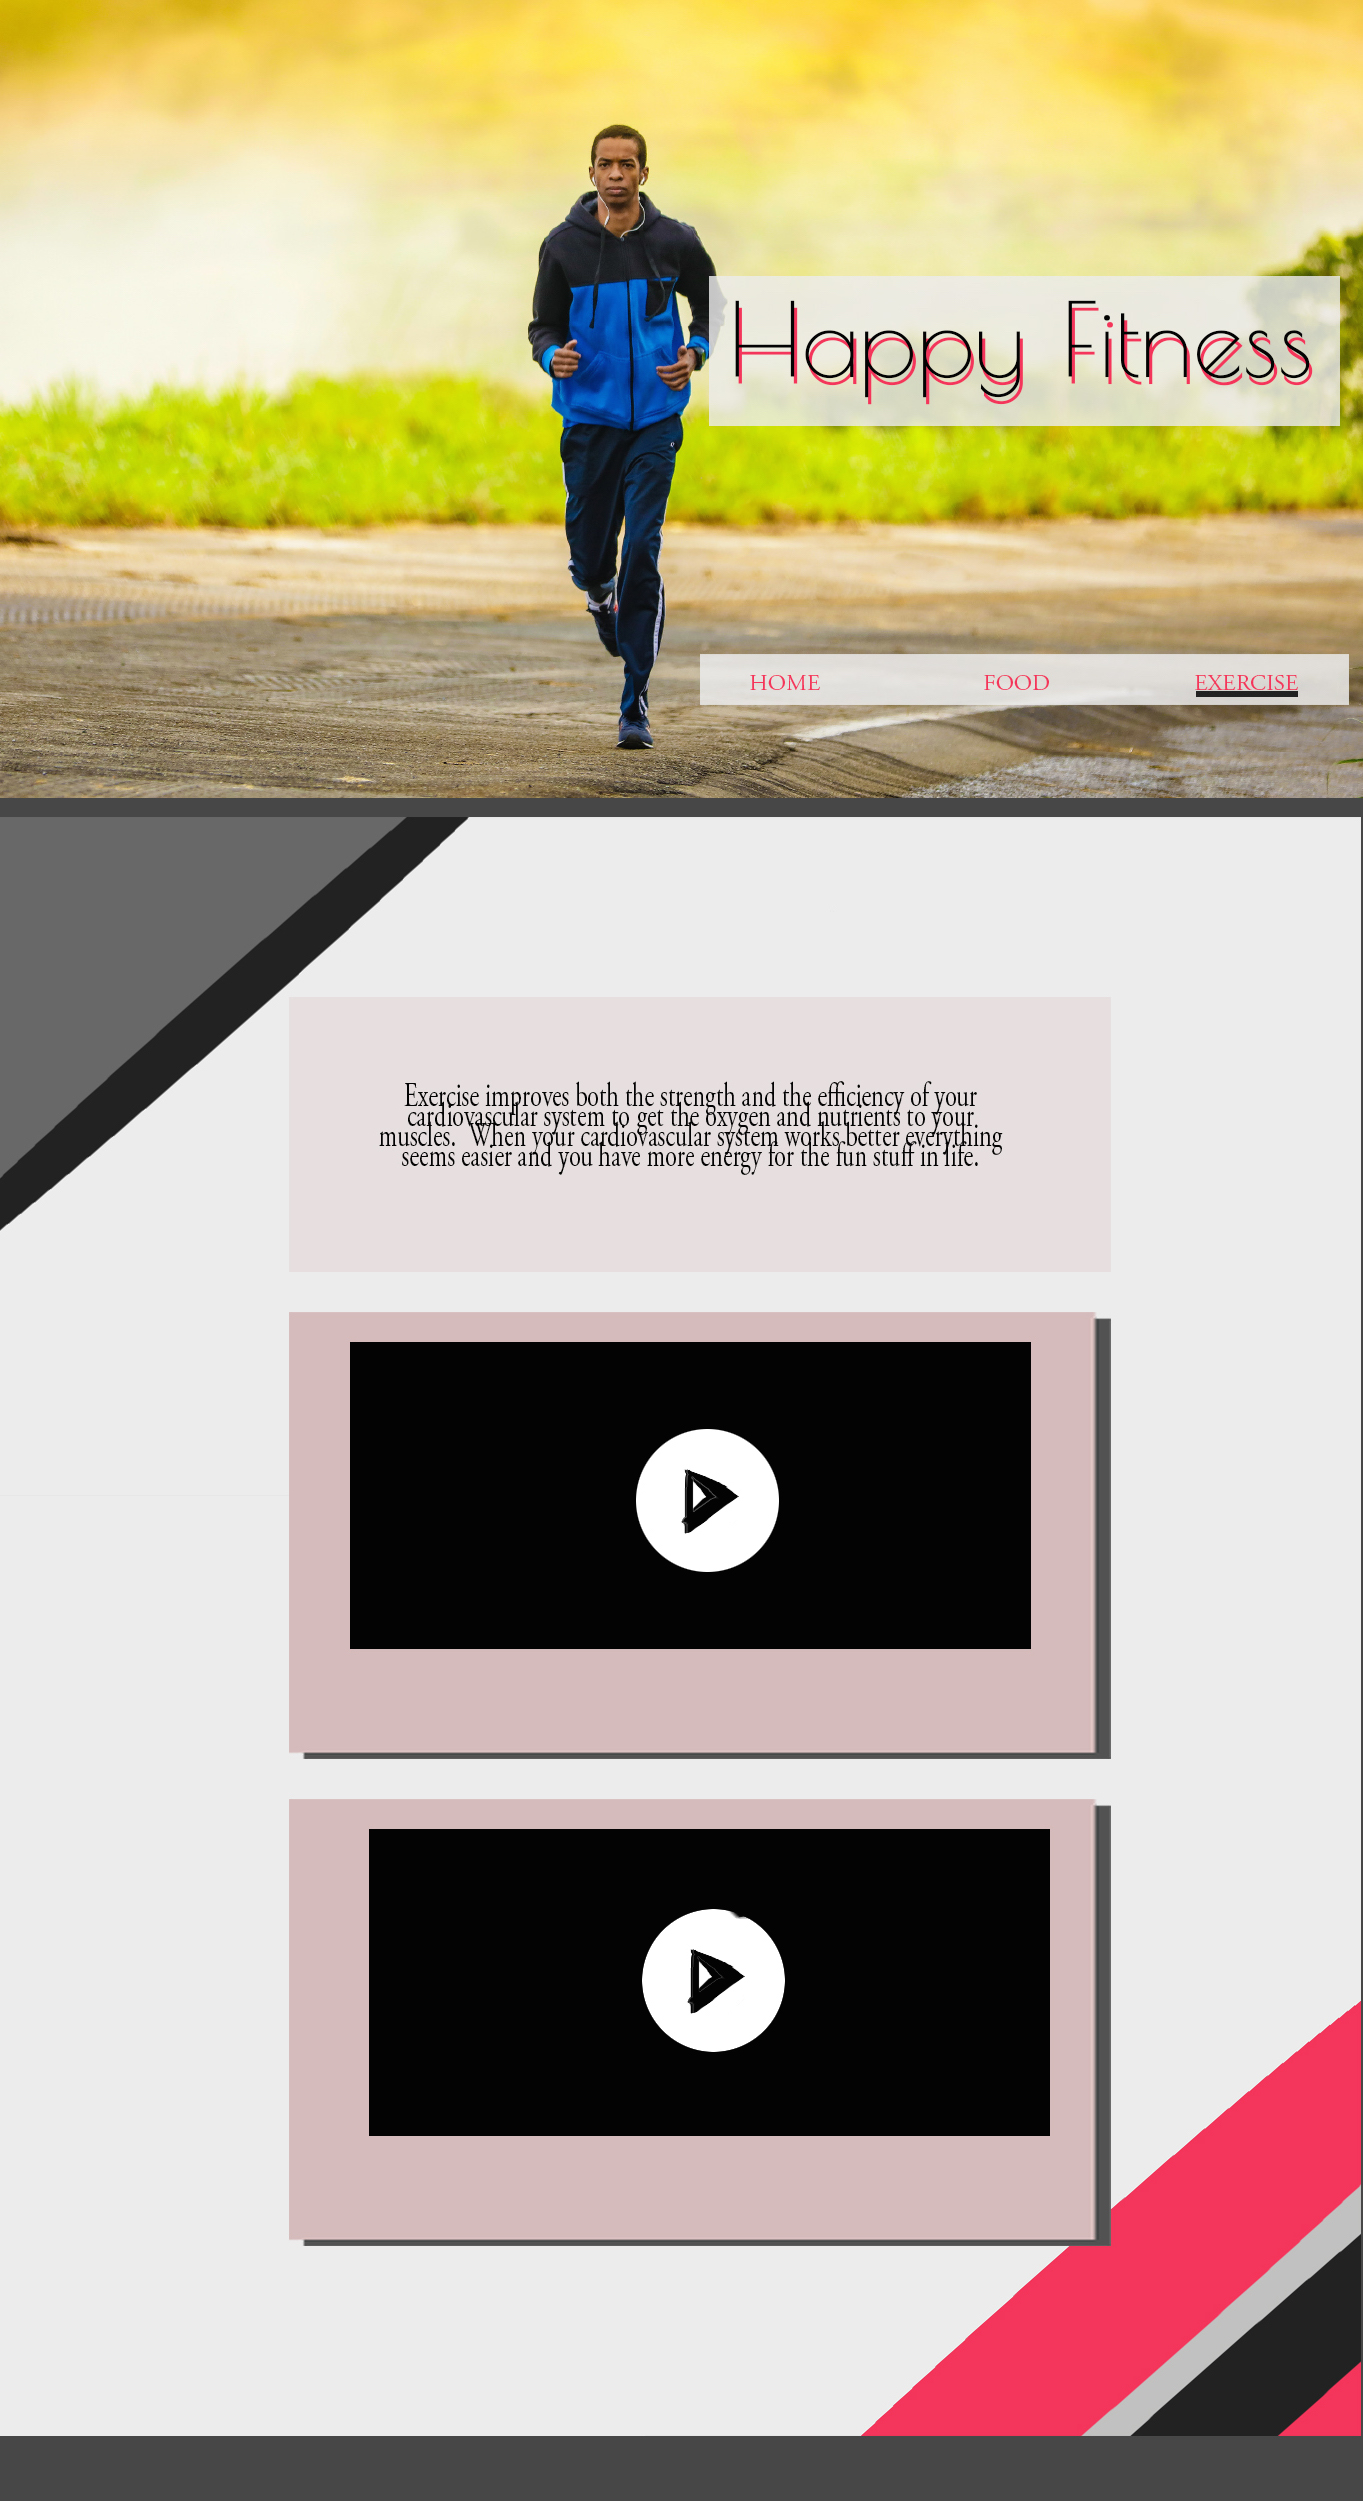 Happy Fitness
HOME FOOD EXERCISE
Exercise improves both the strength and the efficiency of your
cardiovascular system to get the oxygen and nutrients to your
muscles. When your cardiovascular system works better everything
seems easier and you have more energy for the fun stuff in life.